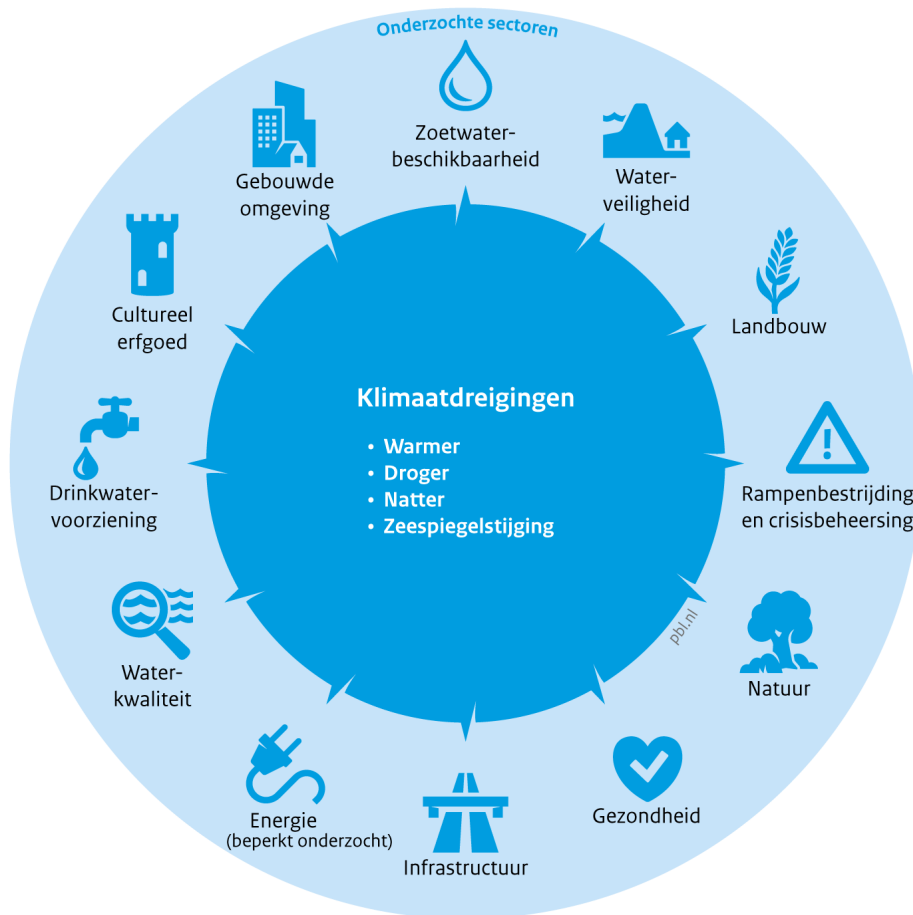 Onderzochte sectoren
Zoetwater-
beschikbaarheid
Water-
veiligheid
Landbouw
Rampenbestrijding
en crisisbeheersing
Natuur
Gezondheid
Infrastructuur
Energie
(beperkt onderzocht)
Water-
kwaliteit
Drinkwater-
voorziening
Cultureel
erfgoed
Gebouwde
omgeving
Klimaatdreigingen
• Warmer
• Droger
• Natter
• Zeespiegelstijging
pbl.nl